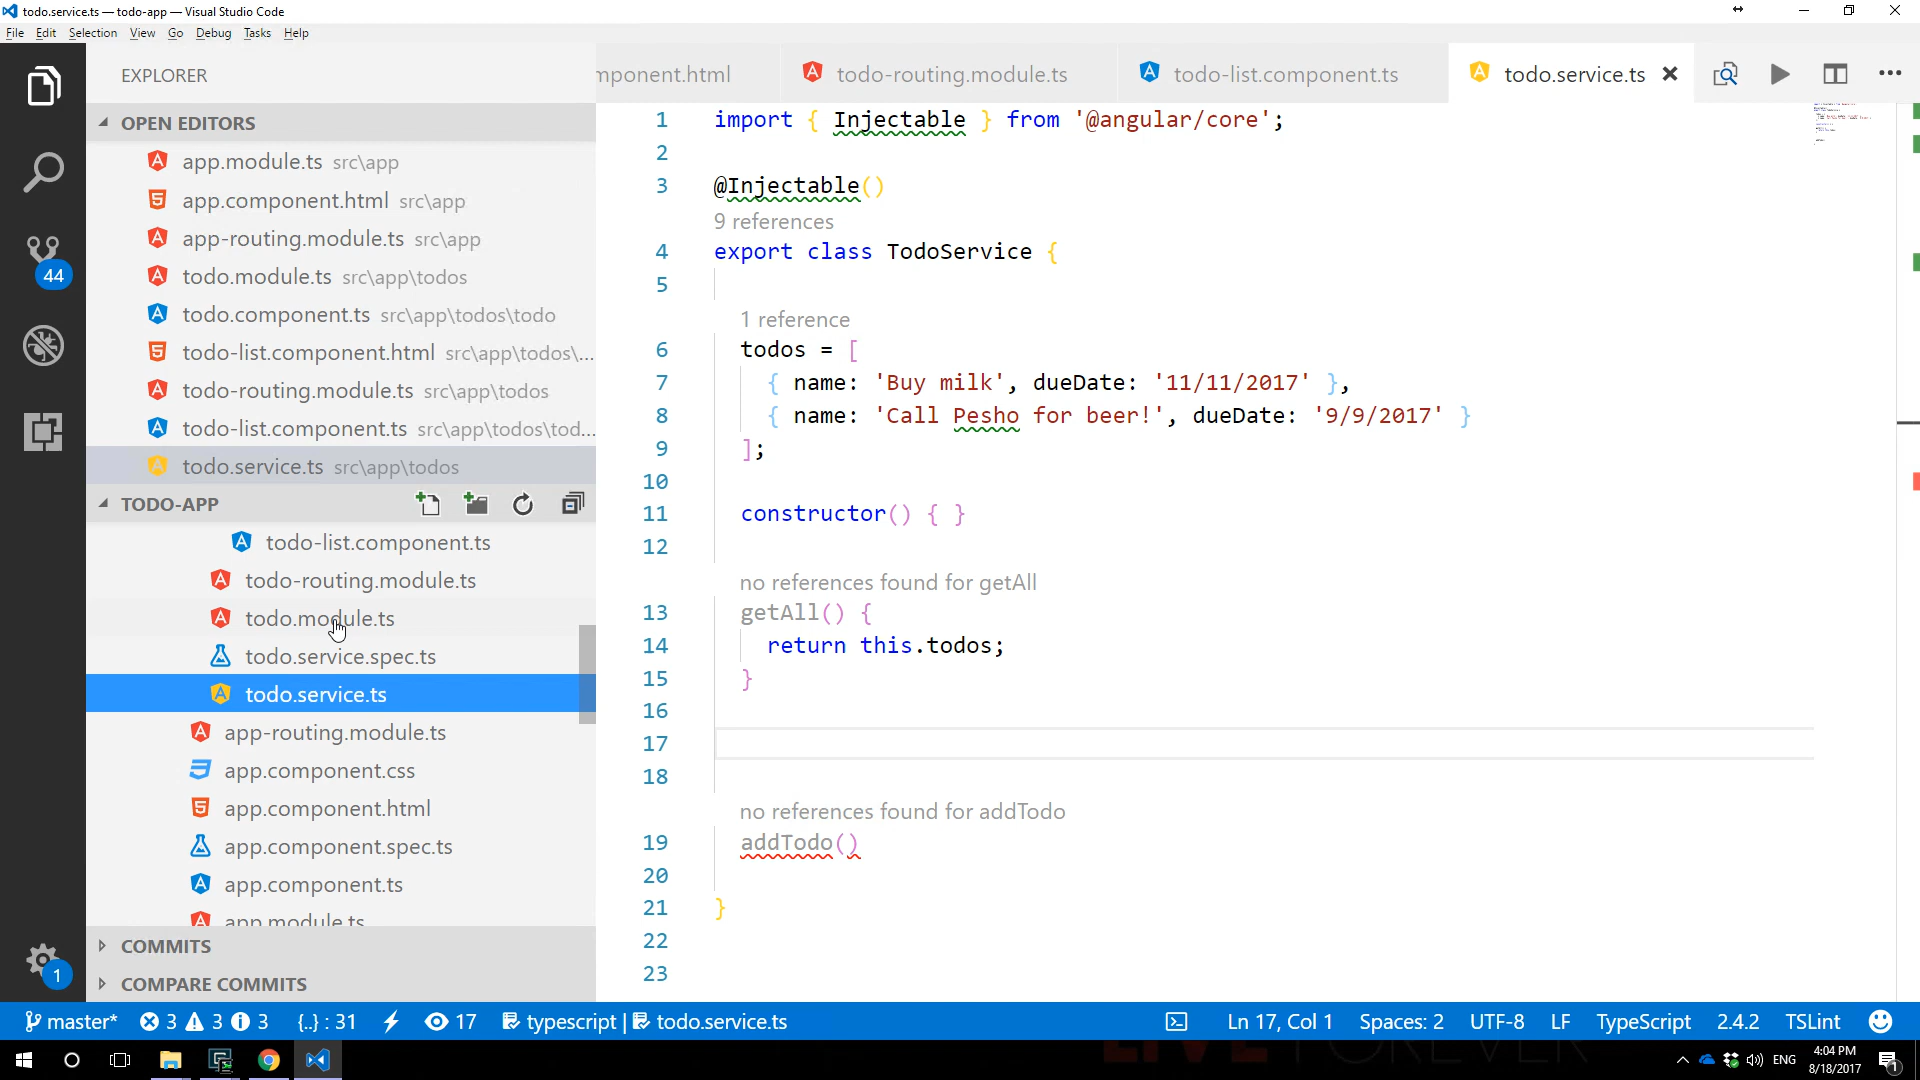 todo.service.ts — todo-app — Visual Studio Code
File Edit Selection View Go Debug Tasks Help
EXPLORER
OPEN EDITORS
app.module.ts src\app
app.component.html src\app
app-routing.module.ts src\app
todo.module.ts src\app\todos
todo.component.ts src\app\todos\todo
todo-list.component.html src\app\todos\...
todo-routing.module.ts src\app\todos
todo-list.component.ts src\app\todos\tod...
todo.service.ts src\app\todos
TODO-APP
todo-list.component.ts
todo-routing.module.ts
todo.module.ts
todo.service.spec.ts
todo.service.ts
app-routing.module.ts
app.component.css
app.component.html
app.component.spec.ts
app.component.ts
app.module.ts
COMMITS
COMPARE COMMITS
44
1
mponent.html todo-routing.module.ts todo-list.component.ts todo.service.ts
1 import { Injectable } from '@angular/core';
2
3 @Injectable()
9 references
4 export class TodoService {
5
1 reference
6 todos = [
7 { name: 'Buy milk', dueDate: '11/11/2017' },
8 { name: 'Call Pesho for beer!', dueDate: '9/9/2017' }
9 ];
10
11 constructor() { }
12
no references found for getAll
13 getAll() {
14 return this.todos;
15 }
16
17
18
no references found for addTodo
19 addTodo()
20
21 }
22
23
master* 3 3 3 {..} : 31 17 typescript | todo.service.ts Ln 17, Col 1 Spaces: 2 UTF-8 LF TypeScript 2.4.2 TSLint
LIVE FOREVER
ENG
4:04 PM
8/18/2017
1